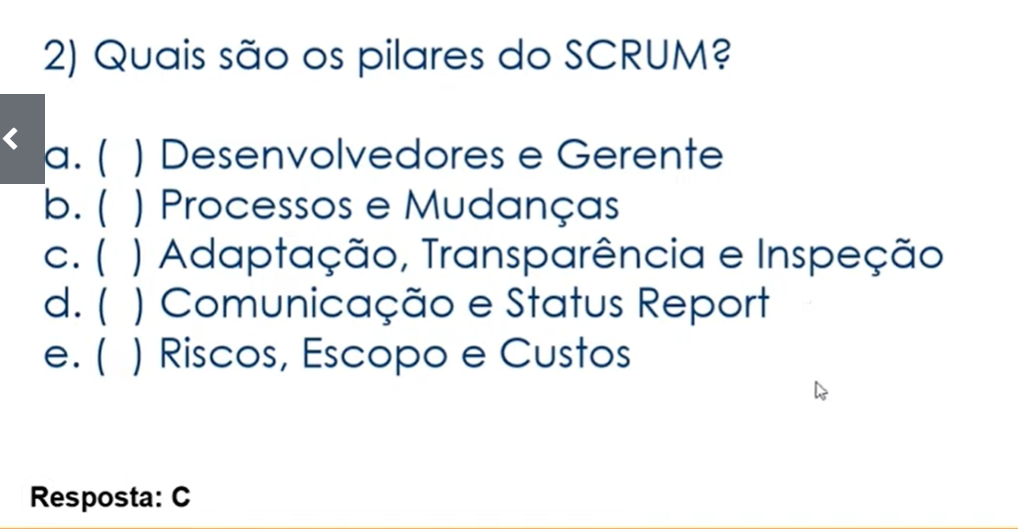 2) Quais são os pilares do SCRUM?
a. ( ) Desenvolvedores e Gerente
b. ( ) Processos e Mudanças
c. ( ) Adaptação, Transparência e Inspeção
d. ( ) Comunicação e Status Report
e. ( ) Riscos, Escopo e Custos
Resposta: C